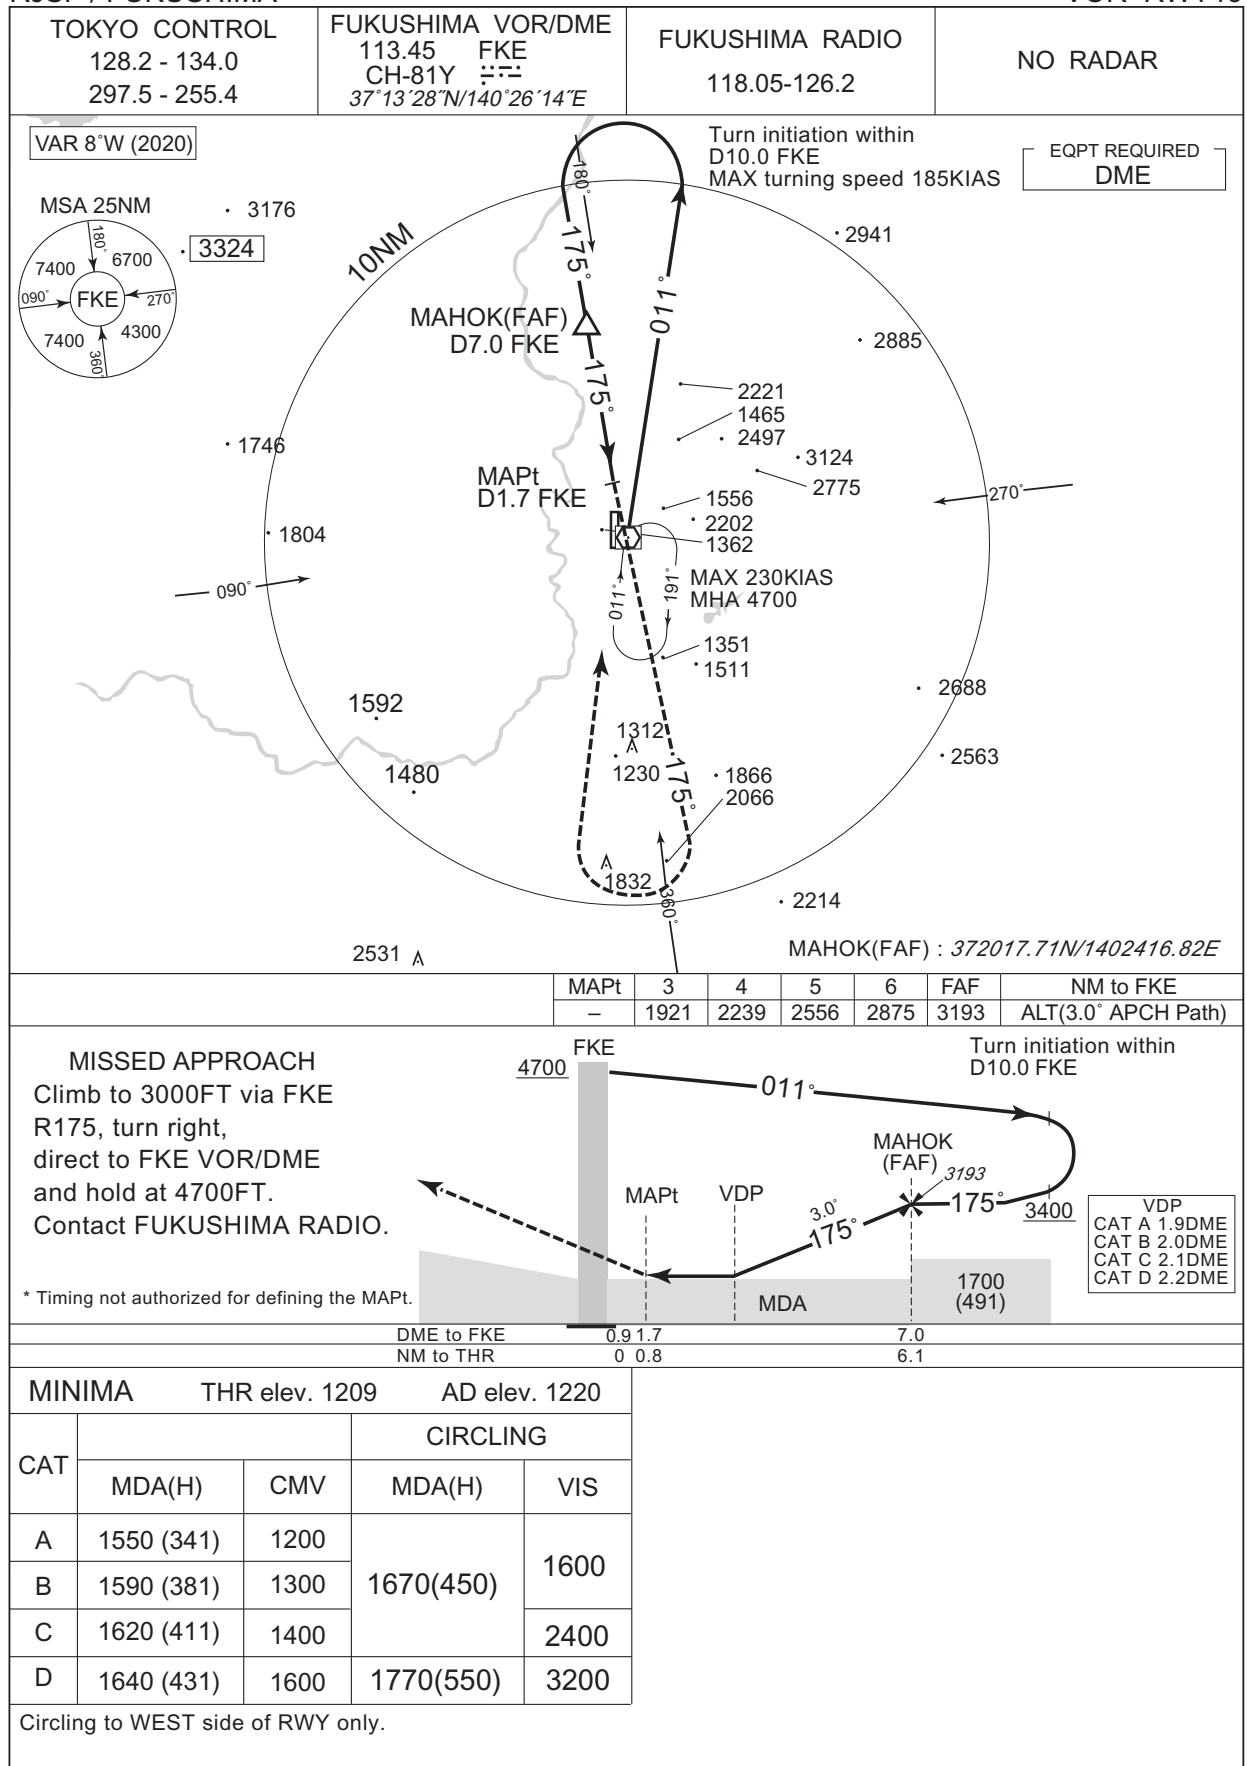 TOKYO CONTROL
128.2 - 134.0
297.5 - 255.4
FUKUSHIMA VOR/DME
113.45 FKE
CH-81Y
37°13´28˝N/140°26´14˝E
FUKUSHIMA RADIO
118.05-126.2
NO RADAR
VAR 8˚W (2020)
Turn initiation within
D10.0 FKE
MAX turning speed 185KIAS
EQPT REQUIRED
DME
MSA 25NM
180˚
7400
6700
090˚
FKE
270˚
7400
4300
360˚
3176
3324
10NM
180˚
175˚
011˚
2941
MAHOK(FAF)
D7.0 FKE
2885
175˚
2221
1465
2497
3124
2775
1746
MAPt
D1.7 FKE
270˚
1556
2202
1362
1804
090˚
011˚
191˚
MAX 230KIAS
MHA 4700
1351
1511
1592
2688
1312
1230
175˚
1866
2066
2563
1480
1832
360˚
2214
2531
MAHOK(FAF) : 372017.71N/1402416.82E
MAPt 3 4 5 6 FAF NM to FKE
– 1921 2239 2556 2875 3193 ALT(3.0˚ APCH Path)
MISSED APPROACH
Climb to 3000FT via FKE
R175, turn right,
direct to FKE VOR/DME
and hold at 4700FT.
Contact FUKUSHIMA RADIO.
* Timing not authorized for defining the MAPt.
FKE
4700
011˚
Turn initiation within
D10.0 FKE
MAHOK
(FAF)
3193
MAPt
VDP
3.0˚
175˚
175˚
3400
VDP
CAT A 1.9DME
CAT B 2.0DME
CAT C 2.1DME
CAT D 2.2DME
1700
(491)
MDA
DME to FKE 0.9 1.7 7.0
NM to THR 0 0.8 6.1
MINIMA THR elev. 1209 AD elev. 1220
CAT
CIRCLING
MDA(H) CMV MDA(H) VIS
A 1550 (341) 1200
B 1590 (381) 1300 1670(450) 1600
C 1620 (411) 1400 2400
D 1640 (431) 1600 1770(550) 3200
Circling to WEST side of RWY only.